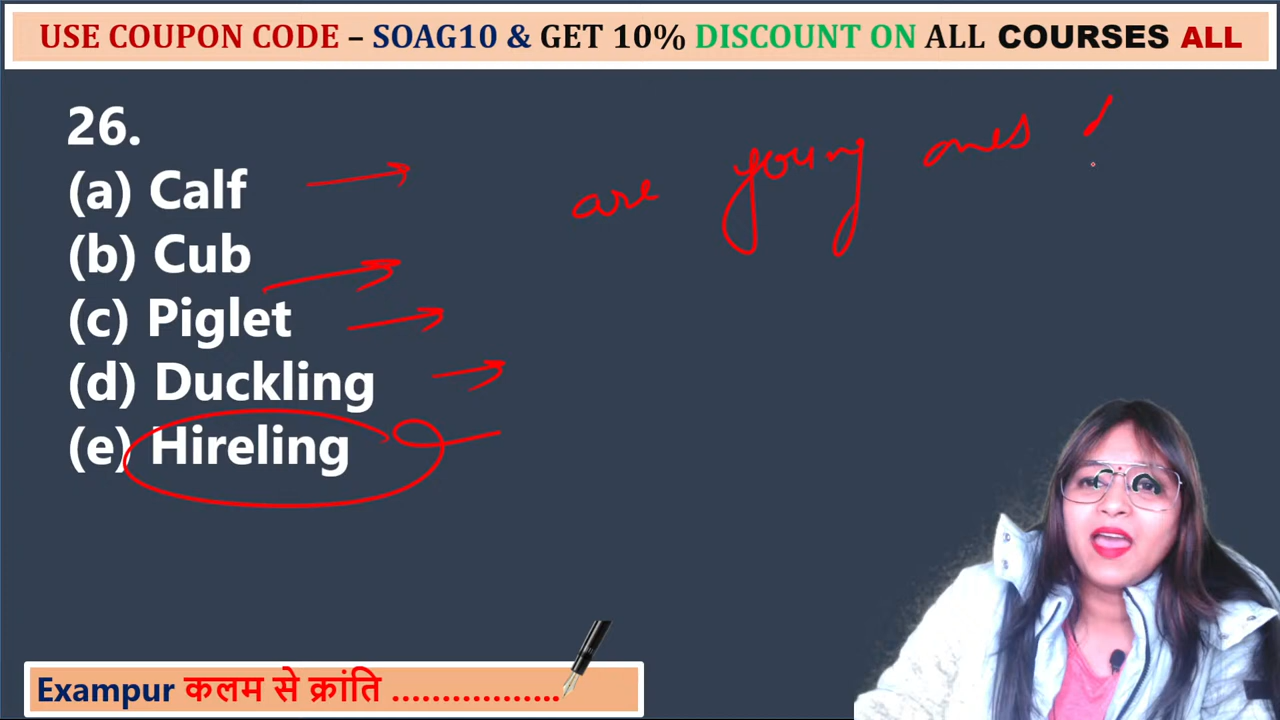 USE COUPON CODE – SOAG10 & GET 10% DISCOUNT ON ALL COURSES ALL
26.
(a) Calf
are young ones
(b) Cub
(c) Piglet
(d) Duckling
(e) Hireling
Exampur कलम से क्रांति ……………..